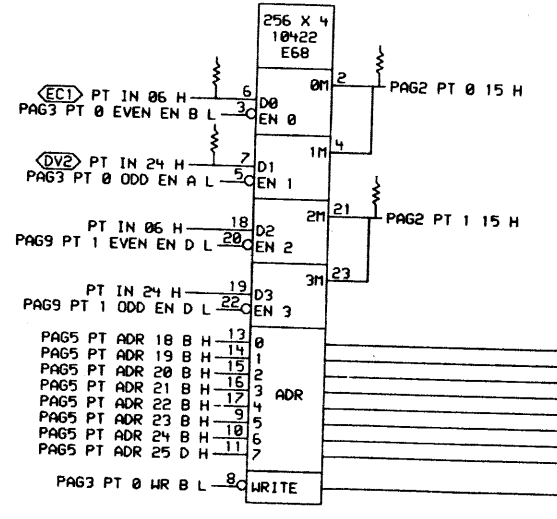 256 X 4
10422
E68
0M 2 PAG2 PT 0 15 H
EC1 PT IN 06 H 6 D0
PAG3 PT 0 EVEN EN B L 3 EN 0
1M 4
DV2 PT IN 24 H 7 D1
PAG3 PT 0 ODD EN A L 5 EN 1
2M 21 PAG2 PT 1 15 H
PT IN 06 H 18 D2
PAG9 PT 1 EVEN EN D L 20 EN 2
3M 23
PT IN 24 H 19 D3
PAG9 PT 1 ODD EN D L 22 EN 3
PAG5 PT ADR 18 B H 13 0
PAG5 PT ADR 19 B H 14 1
PAG5 PT ADR 20 B H 15 2
PAG5 PT ADR 21 B H 16 3 ADR
PAG5 PT ADR 22 B H 17 4
PAG5 PT ADR 23 B H 9 5
PAG5 PT ADR 24 B H 10 6
PAG5 PT ADR 25 D H 11 7
PAG3 PT 0 WR B L 8 WRITE